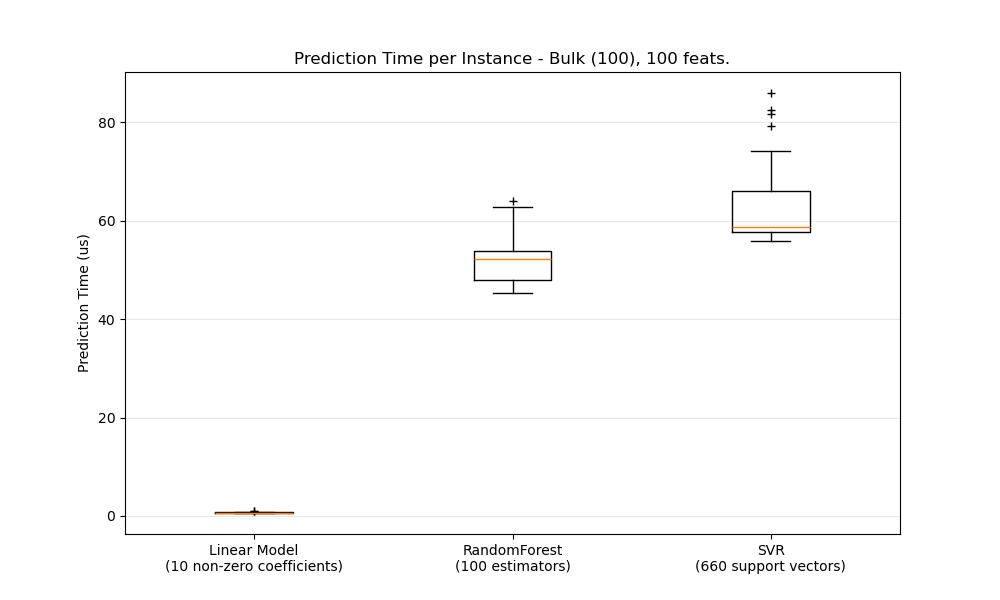 Prediction Time per Instance - Bulk (100), 100 feats.
Prediction Time (us)
80
60
40
20
0
Linear Model
(10 non-zero coefficients)
RandomForest
(100 estimators)
SVR
(660 support vectors)